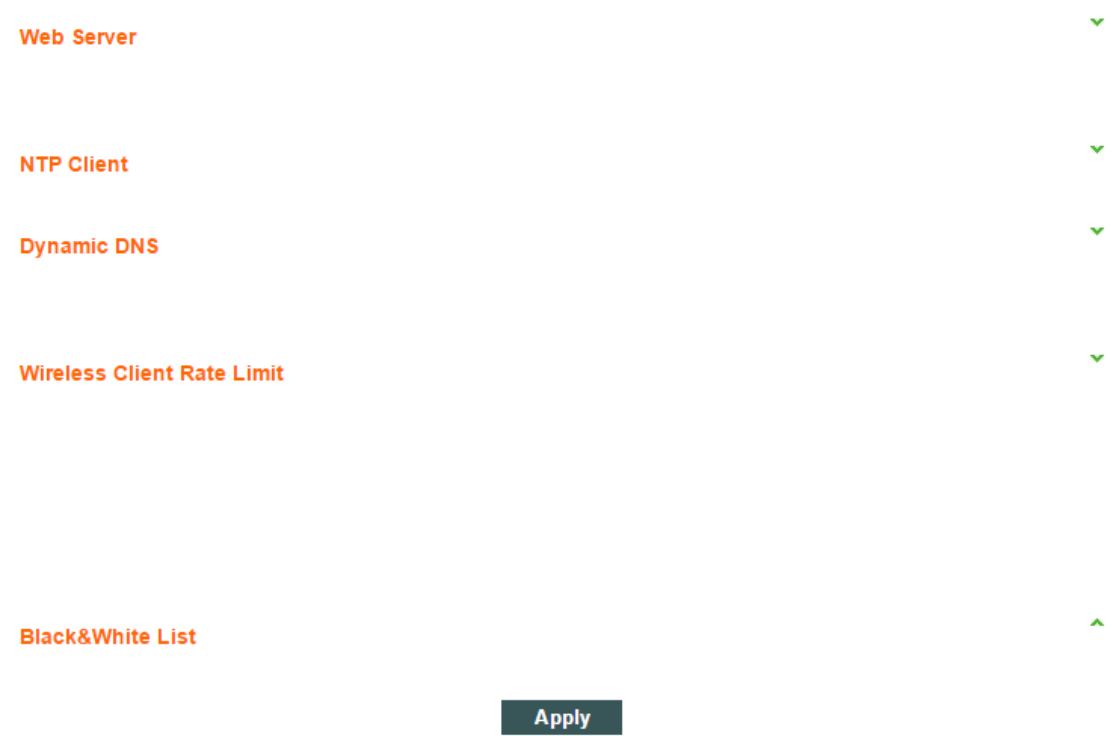 Web Server
NTP Client
Dynamic DNS
Wireless Client Rate Limit
Black&White List
Apply